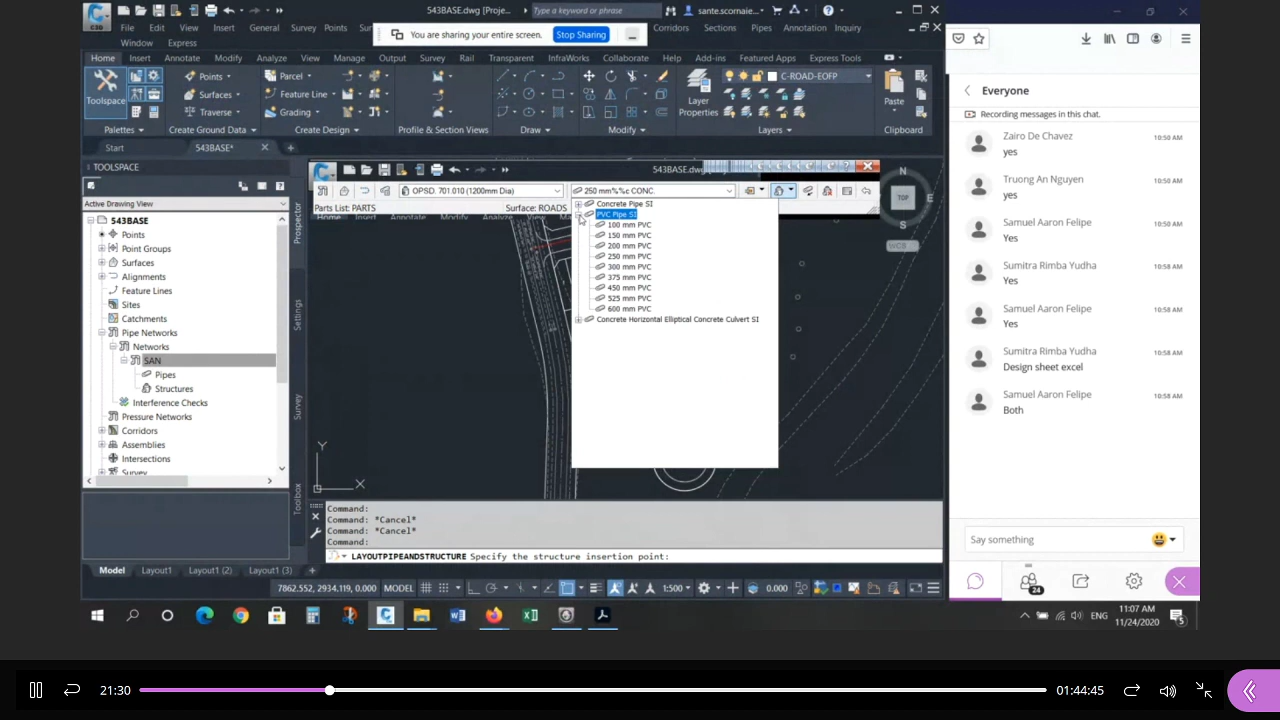 543BASE.dwg [Proje...
Type a keyword or phrase
sante.scornaie...
File Edit View Insert General Survey Points Surf
Corridors Sections Pipes Annotation Inquiry
You are sharing your entire screen. Stop Sharing
Window Express
Home Insert Annotate Modify Analyze View Manage Output Survey Rail Transparent InfraWorks Collaborate Help Add-ins Featured Apps Express Tools
Toolspace
Points Parcel
Surfaces Feature Line
Traverse Grading
Layer Properties
C-ROAD-EOFP
Paste
Palettes Create Ground Data Create Design Profile & Section Views Draw Modify Layers Clipboard
Start 543BASE*
TOOLSPACE
Active Drawing View
543BASE
Points
Point Groups
Surfaces
Alignments
Feature Lines
Sites
Catchments
Pipe Networks
Networks
SAN
Pipes
Structures
Interference Checks
Pressure Networks
Corridors
Assemblies
Intersections
Survey
Prospector
Settings
Survey
Toolbox
543BASE.dwg
OPSD. 701.010 (1200mm Dia)
250 mm%%c CONC.
Parts List: PARTS Surface: ROADS
Home Insert Annotate Modify Analyze View
Concrete Pipe SI
PVC Pipe SI
100 mm PVC
150 mm PVC
200 mm PVC
250 mm PVC
300 mm PVC
375 mm PVC
450 mm PVC
525 mm PVC
600 mm PVC
Concrete Horizontal Elliptical Concrete Culvert SI
N
TOP
E
S
WCS
Y
X
Command:
Command: *Cancel*
Command: *Cancel*
Command:
LAYOUTPIPEANDSTRUCTURE Specify the structure insertion point:
Model Layout1 Layout1 (2) Layout1 (3) +
7862.552, 2934.119, 0.000 MODEL
1:500
0.000
ENG
11:07 AM
11/24/2020
5
Everyone
Recording messages in this chat.
Zairo De Chavez 10:50 AM
yes
Truong An Nguyen 10:50 AM
yes
Samuel Aaron Felipe 10:50 AM
Yes
Sumitra Rimba Yudha 10:58 AM
Yes
Samuel Aaron Felipe 10:58 AM
Yes
Sumitra Rimba Yudha 10:58 AM
Design sheet excel
Samuel Aaron Felipe 10:58 AM
Both
Say something
24
21:30
01:44:45